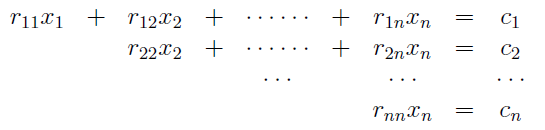 r₁₁x₁ + r₁₂x₂ + ⋯⋯ + r₁ₙxₙ = c₁
r₂₂x₂ + ⋯⋯ + r₂ₙxₙ = c₂
⋯ ⋯ ⋯
rₙₙxₙ = cₙ